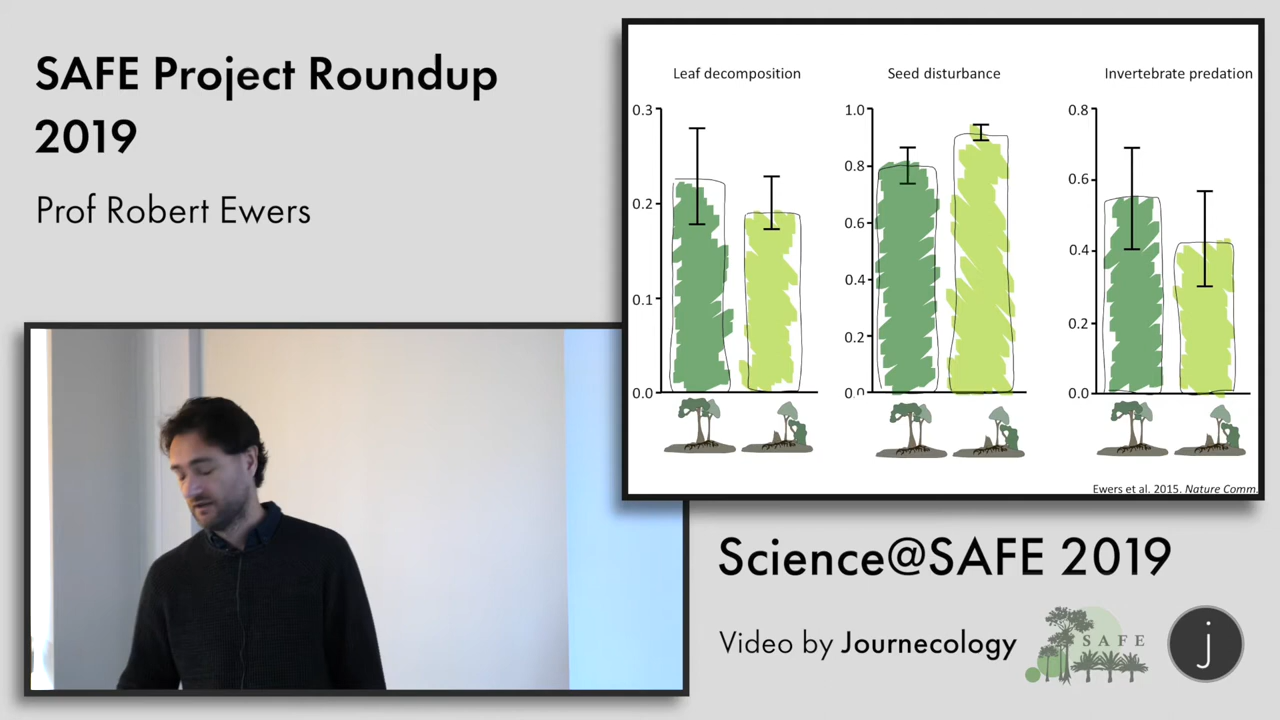 SAFE Project Roundup
2019
Prof Robert Ewers
Leaf decomposition
0.3
0.2
0.1
0.0
Seed disturbance
1.0
0.8
0.6
0.4
0.2
0.0
Invertebrate predation
0.8
0.6
0.4
0.2
0.0
Ewers et al. 2015. Nature Comm.
Science@SAFE 2019
Video by Journecology
SAFE
j